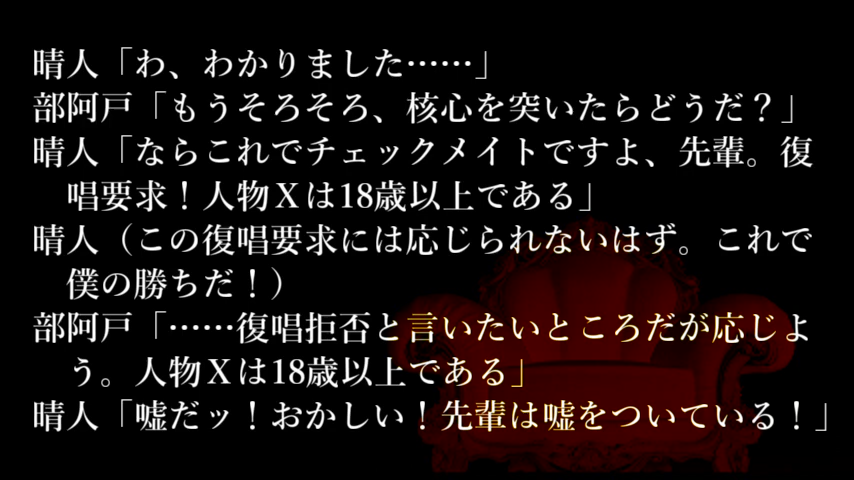 晴人「わ、わかりました……」
部阿戸「もうそろそろ、核心を突いたらどうだ？」
晴人「ならこれでチェックメイトですよ、先輩。復
唱要求！人物Ｘは18歳以上である」
晴人（この復唱要求には応じられないはず。これで
僕の勝ちだ！）
部阿戸「……復唱拒否と言いたいところだが応じよ
う。人物Ｘは18歳以上である」
晴人「嘘だッ！おかしい！先輩は嘘をついている！」